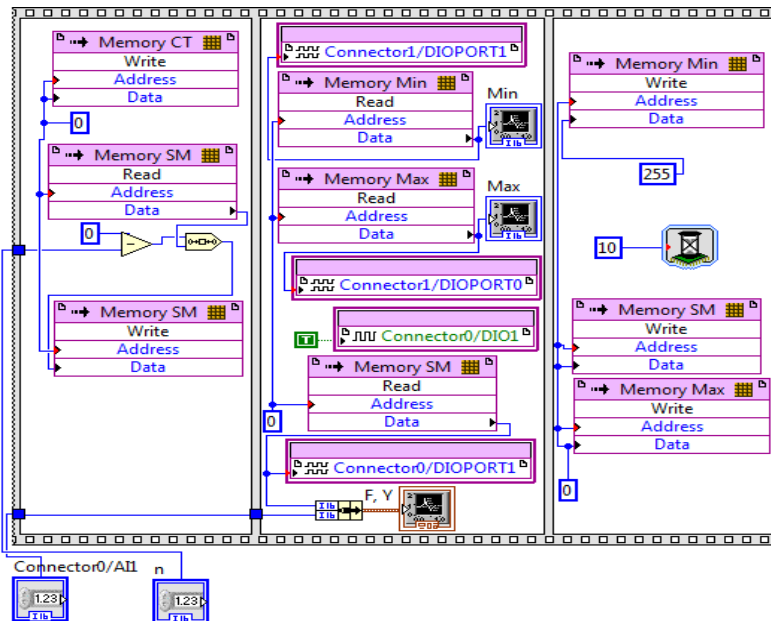 Memory CT
Write
Address
Data
0
Memory SM
Read
Address
Data
0
Memory SM
Write
Address
Data
Connector1/DIOPORT1
Memory Min
Read
Address
Data
Min
Memory Max
Read
Address
Data
Max
Connector1/DIOPORT0
T
Connector0/DIO1
Memory SM
Read
Address
Data
0
Connector0/DIOPORT1
F, Y
Memory Min
Write
Address
Data
255
10
Memory SM
Write
Address
Data
Memory Max
Write
Address
Data
0
Connector0/AI1
n
1.23
1.23